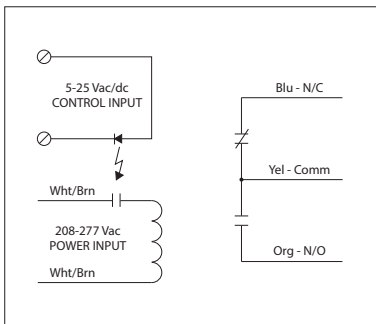 5-25 Vac/dc
CONTROL INPUT
Wht/Brn
208-277 Vac
POWER INPUT
Wht/Brn
Blu - N/C
Yel - Comm
Org - N/O